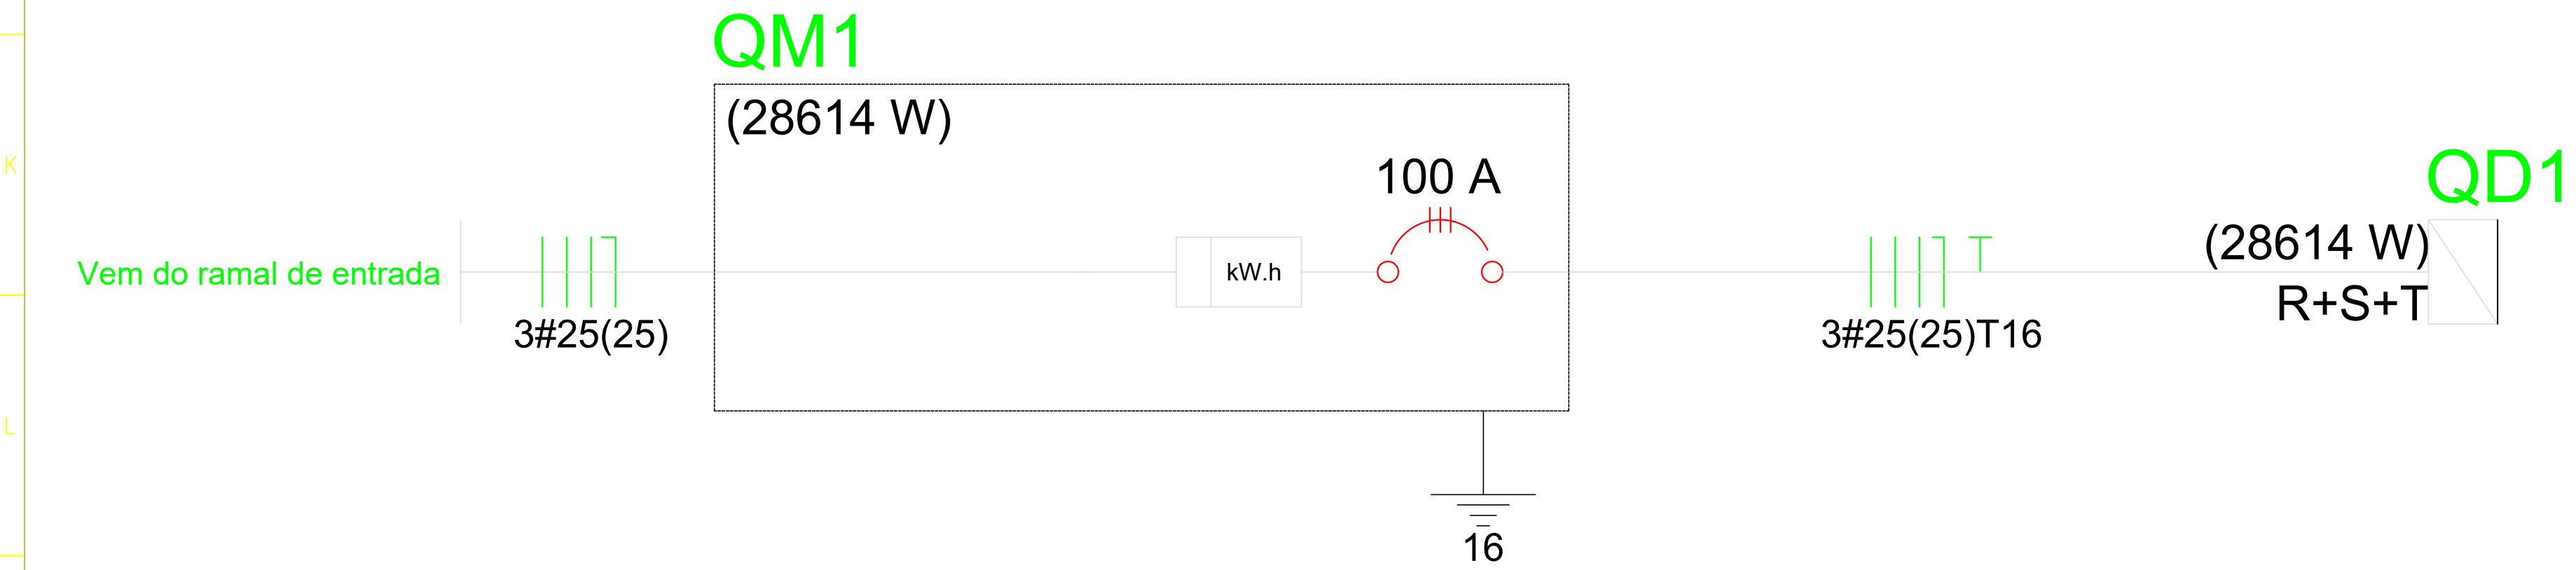 QM1
(28614 W)
100 A
QD1
K
Vem do ramal de entrada
kW.h
(28614 W)
3#25(25)
3#25(25)T16
R+S+T
L
16